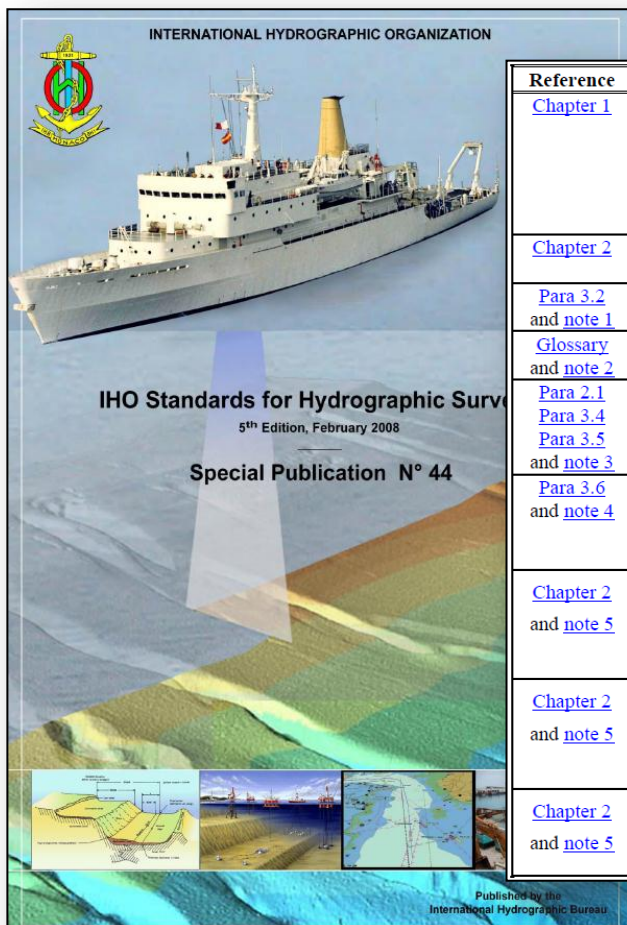 INTERNATIONAL HYDROGRAPHIC ORGANIZATION
IHO Standards for Hydrographic Surve
5th Edition, February 2008
Special Publication N° 44
Published by the
International Hydrographic Bureau
Reference
Chapter 1
Chapter 2
Para 3.2
and note 1
Glossary
and note 2
Para 2.1
Para 3.4
Para 3.5
and note 3
Para 3.6
and note 4
Chapter 2
and note 5
Chapter 2
and note 5
Chapter 2
and note 5